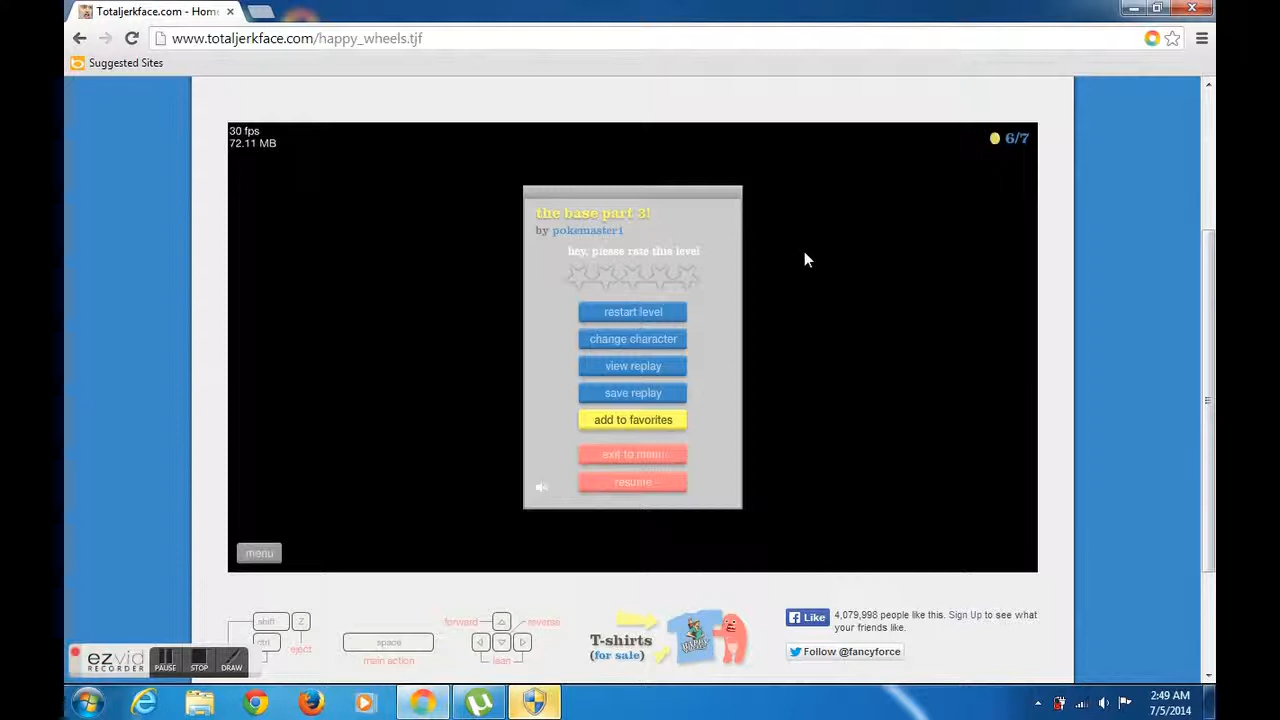 Totaljerkface.com - Hom
www.totaljerkface.com/happy_wheels.tjf
Suggested Sites
30 fps
72.11 MB
6/7
the base part 3!
by pokemaster1
hey, please rate this level
restart level
change character
view replay
save replay
add to favorites
exit to menu
resume
menu
shift
Z
ctrl
eject
space
main action
forward
reverse
lean
T-shirts
(for sale)
Like
4,079,998 people like this. Sign Up to see what
your friends like.
Follow @fancyforce
ezvid
RECORDER
PAUSE
STOP
DRAW
2:49 AM
7/5/2014